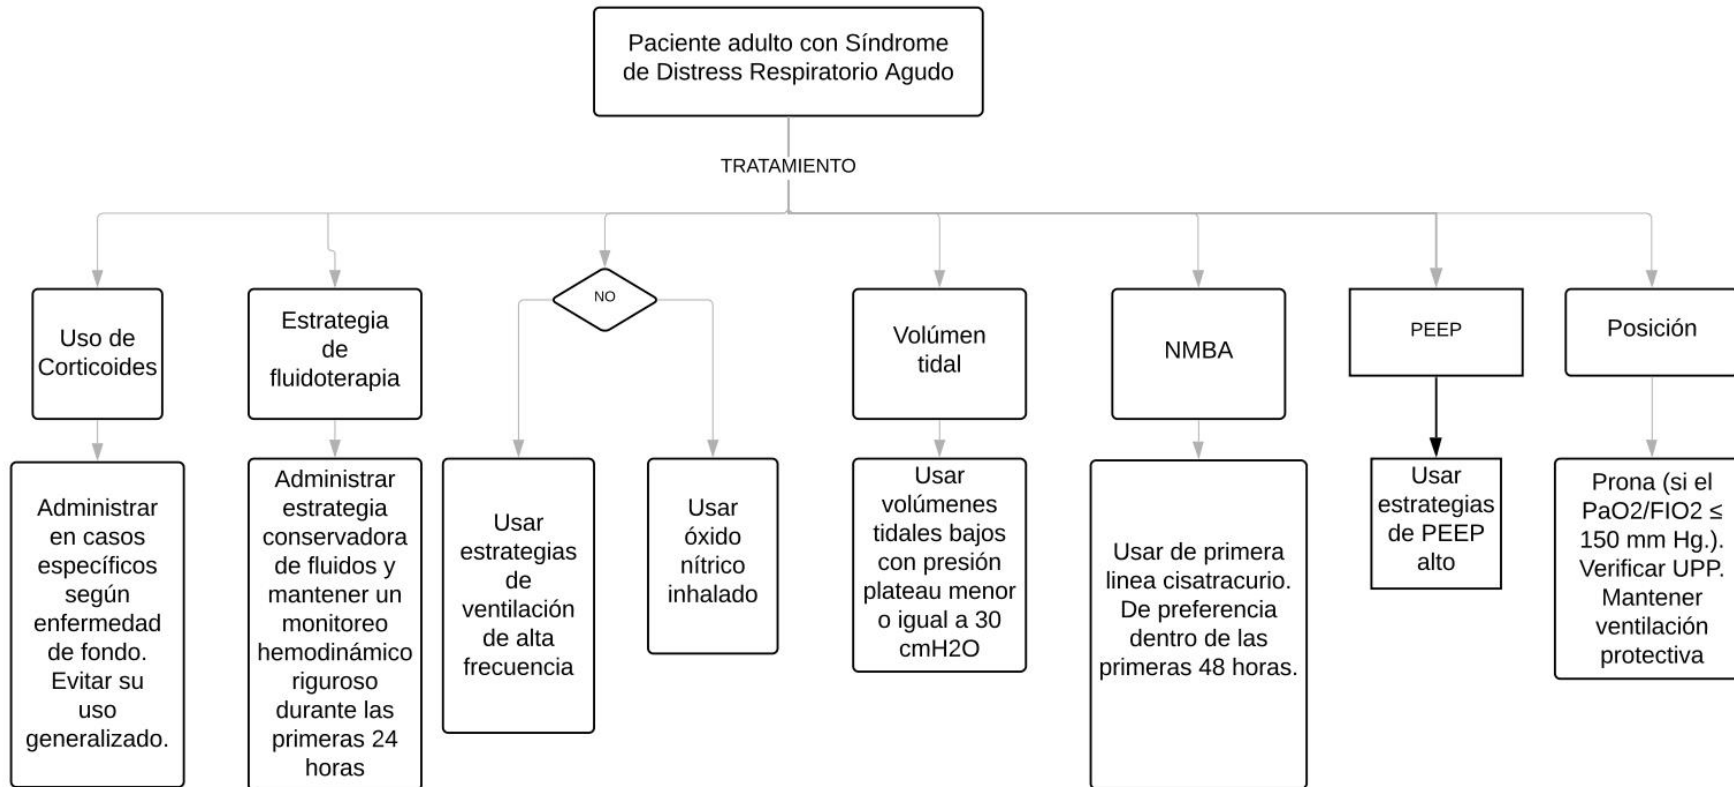 Paciente adulto con Síndrome
de Distress Respiratorio Agudo
TRATAMIENTO
Uso de
Corticoides
Estrategia
de
fluidoterapia
NO
Volúmen
tidal
NMBA
PEEP
Posición
Administrar
en casos
específicos
según
enfermedad
de fondo.
Evitar su
uso
generalizado.
Administrar
estrategia
conservadora
de fluidos y
mantener un
monitoreo
hemodinámico
riguroso
durante las
primeras 24
horas
Usar
estrategias
de
ventilación
de alta
frecuencia
Usar
óxido
nítrico
inhalado
Usar
volúmenes
tidales bajos
con presión
plateau menor
o igual a 30
cmH2O
Usar de primera
linea cisatracurio.
De preferencia
dentro de las
primeras 48 horas.
Usar
estrategias
de PEEP
alto
Prona (si el
PaO2/FIO2 ≤
150 mm Hg.).
Verificar UPP.
Mantener
ventilación
protectiva